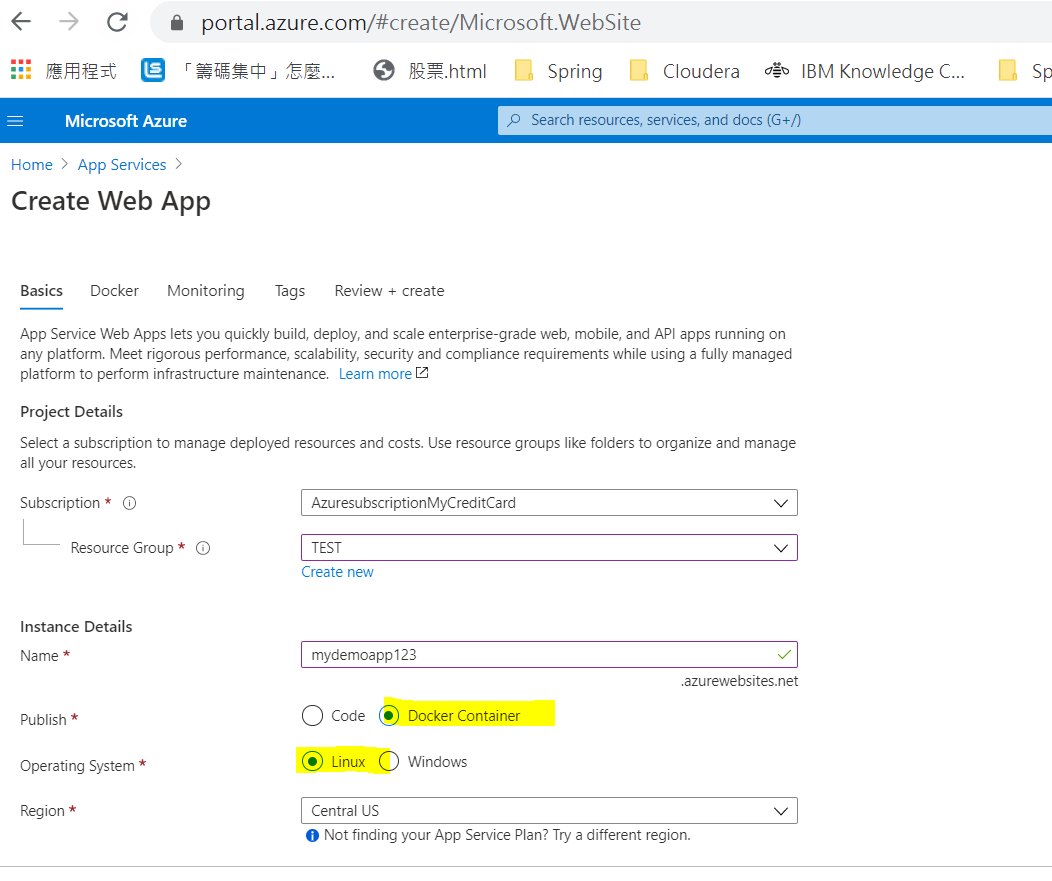 portal.azure.com/#create/Microsoft.WebSite
應用程式 「籌碼集中」怎麼... 股票.html Spring Cloudera IBM Knowledge C... Sp
Microsoft Azure Search resources, services, and docs (G+/)
Home > App Services >
Create Web App
Basics Docker Monitoring Tags Review + create
App Service Web Apps lets you quickly build, deploy, and scale enterprise-grade web, mobile, and API apps running on
any platform. Meet rigorous performance, scalability, security and compliance requirements while using a fully managed
platform to perform infrastructure maintenance. Learn more
Project Details
Select a subscription to manage deployed resources and costs. Use resource groups like folders to organize and manage
all your resources.
Subscription * AzuresubscriptionMyCreditCard
Resource Group * TEST
Create new
Instance Details
Name * mydemoapp123
.azurewebsites.net
Publish * Code Docker Container
Operating System * Linux Windows
Region * Central US
Not finding your App Service Plan? Try a different region.